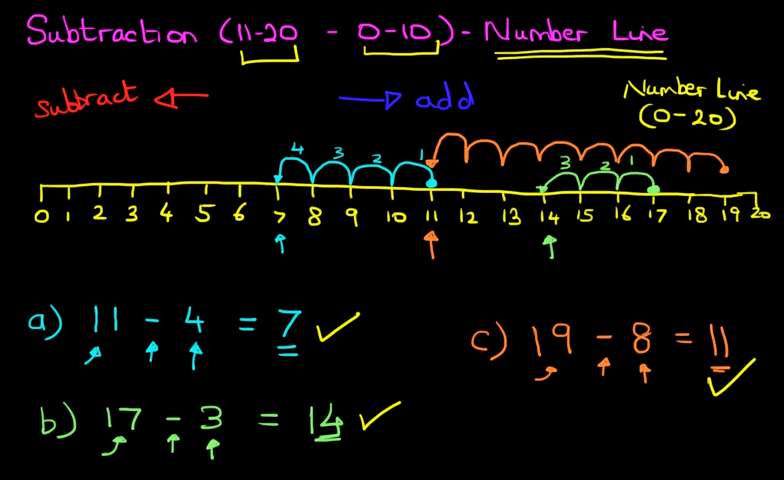 Subtraction (11-20 - 0-10) - Number Line
subtract ← → add
Number Line
(0-20)
4 3 2 1 3 2 1
0 1 2 3 4 5 6 7 8 9 10 11 12 13 14 15 16 17 18 19 20
a) 11 - 4 = 7 ✓
c) 19 - 8 = 11 ✓
b) 17 - 3 = 14 ✓